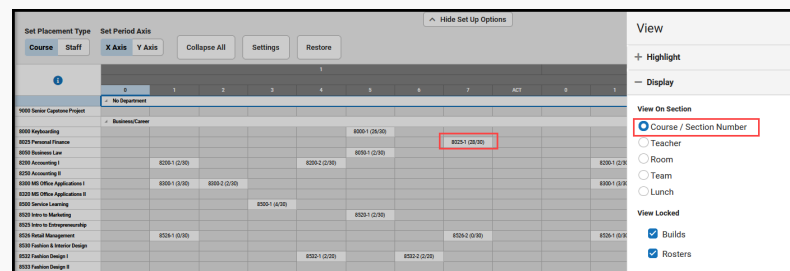 Hide Set Up Options
Set Placement Type Set Period Axis
Course Staff X Axis Y Axis Collapse All Settings Restore
1
0 1 2 3 4 5 6 7 ACT 0 1
No Department
9000 Senior Capstone Project
Business/Career
8000 Keyboarding 8000-1 (26/30)
8025 Personal Finance 8025-1 (28/30)
8050 Business Law 8050-1 (2/30)
8200 Accounting I 8200-1 (2/30) 8200-2 (2/30) 8200-1 (2/30
8250 Accounting II
8300 MS Office Applications I 8300-1 (3/30) 8300-2 (2/30) 8300-1 (3/30
8320 MS Office Applications II
8500 Service Learning 8500-1 (4/30)
8520 Intro to Marketing 8520-1 (2/30)
8525 Intro to Entrepreneurship
8526 Retail Management 8526-1 (0/30) 8526-2 (0/30) 8526-1 (0/30
8530 Fashion & Interior Design
8532 Fashion Design I 8532-1 (2/20) 8532-2 (2/20)
8533 Fashion Design II
View
Highlight
Display
View On Section
Course / Section Number
Teacher
Room
Team
Lunch
View Locked
Builds
Rosters